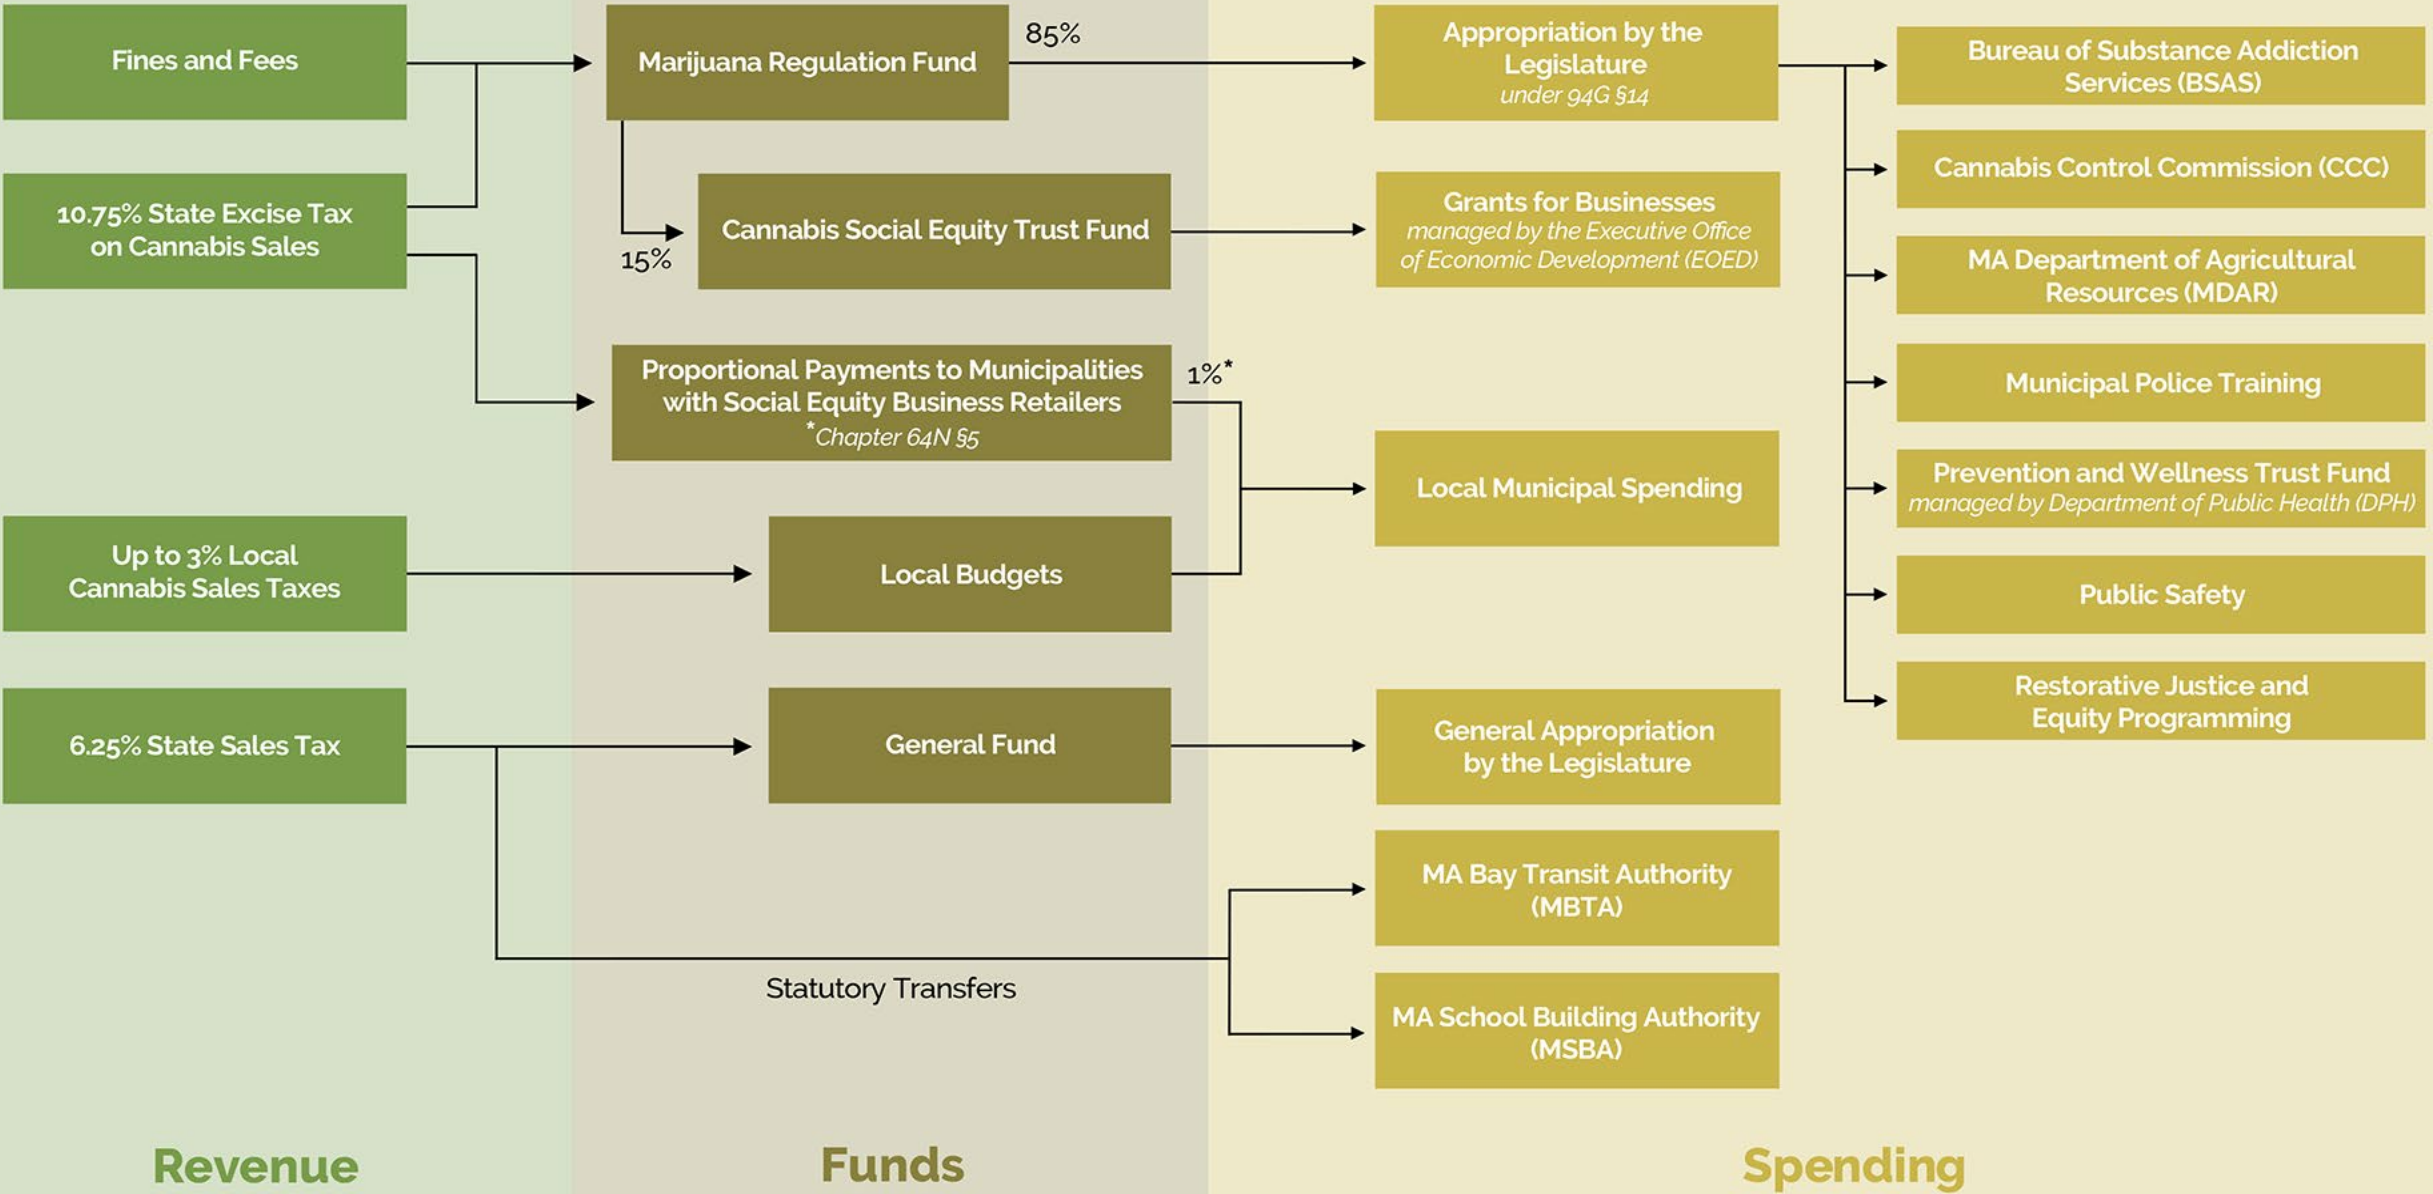 Fines and Fees
10.75% State Excise Tax
on Cannabis Sales
Up to 3% Local
Cannabis Sales Taxes
6.25% State Sales Tax
Revenue
Marijuana Regulation Fund
85%
15%
Cannabis Social Equity Trust Fund
Proportional Payments to Municipalities
with Social Equity Business Retailers
*Chapter 64N §5
1%*
Local Budgets
General Fund
Statutory Transfers
Funds
Appropriation by the
Legislature
under 94G §14
Grants for Businesses
managed by the Executive Office
of Economic Development (EOED)
Local Municipal Spending
General Appropriation
by the Legislature
MA Bay Transit Authority
(MBTA)
MA School Building Authority
(MSBA)
Bureau of Substance Addiction
Services (BSAS)
Cannabis Control Commission (CCC)
MA Department of Agricultural
Resources (MDAR)
Municipal Police Training
Prevention and Wellness Trust Fund
managed by Department of Public Health (DPH)
Public Safety
Restorative Justice and
Equity Programming
Spending